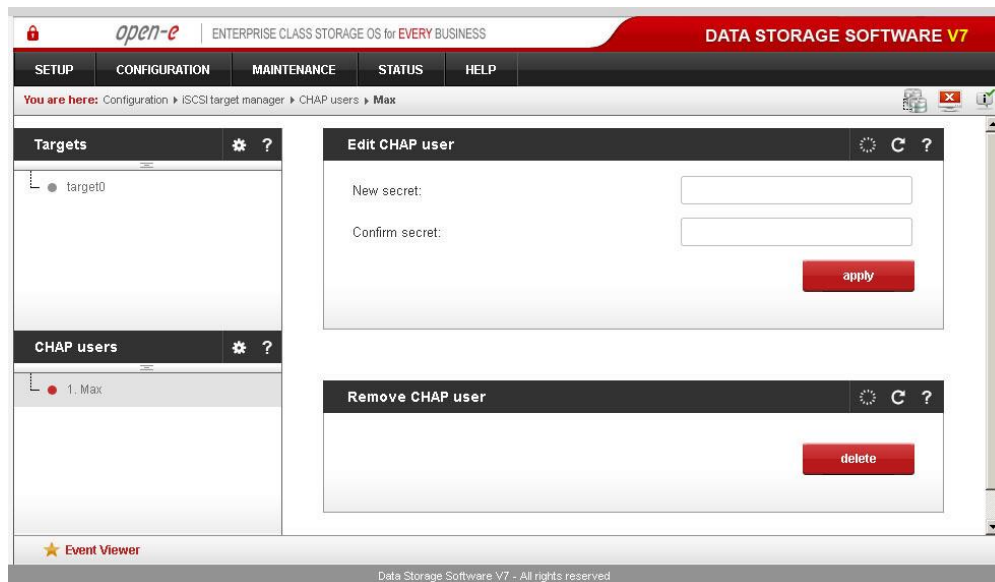 open-e ENTERPRISE CLASS STORAGE OS for EVERY BUSINESS DATA STORAGE SOFTWARE V7
SETUP CONFIGURATION MAINTENANCE STATUS HELP
You are here: Configuration ▸ iSCSI target manager ▸ CHAP users ▸ Max
Targets ?
target0
Edit CHAP user ?
New secret:
Confirm secret:
apply
CHAP users ?
1. Max
Remove CHAP user ?
delete
Event Viewer
Data Storage Software V7 - All rights reserved